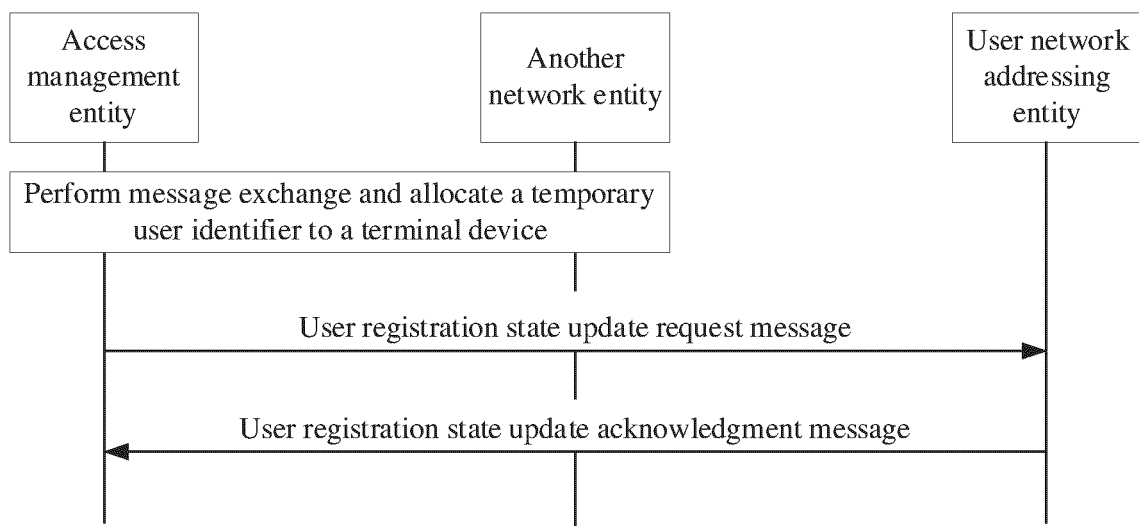 Access
management
entity
Another
network entity
User network
addressing
entity
Perform message exchange and allocate a temporary
user identifier to a terminal device
User registration state update request message
User registration state update acknowledgment message